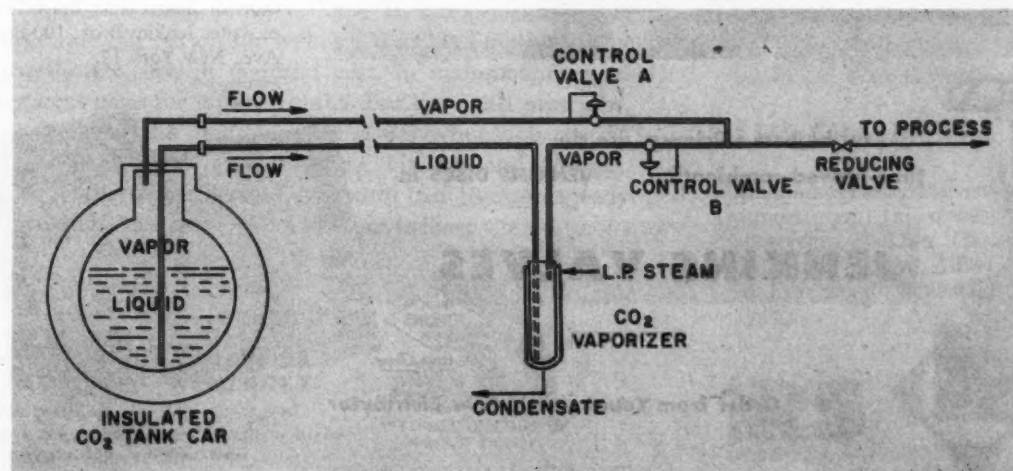 CONTROL
VALVE A
FLOW
VAPOR
TO PROCESS
FLOW
LIQUID
VAPOR
REDUCING
VALVE
CONTROL VALVE
B
VAPOR
LIQUID
L.P. STEAM
CO₂
VAPORIZER
CONDENSATE
INSULATED
CO₂ TANK CAR